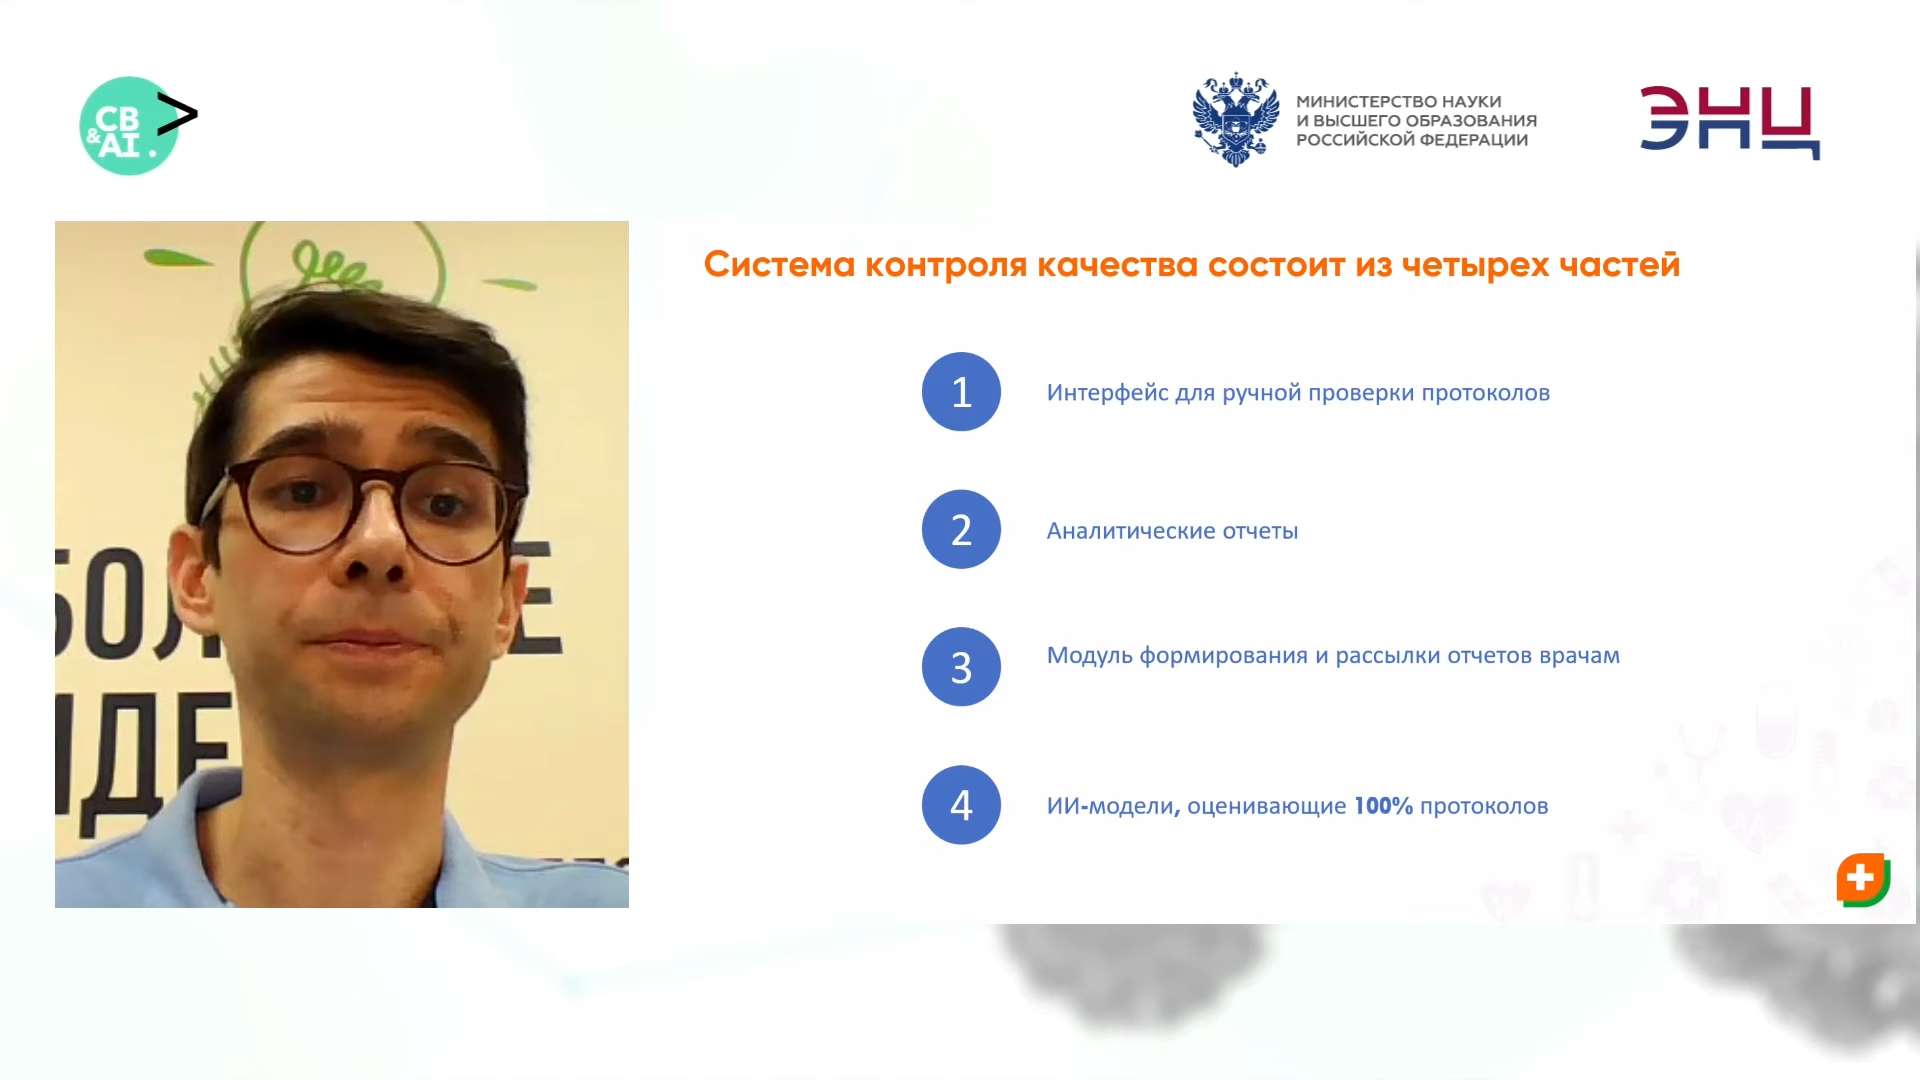 СВ
&AI.
>
МИНИСТЕРСТВО НАУКИ
И ВЫСШЕГО ОБРАЗОВАНИЯ
РОССИЙСКОЙ ФЕДЕРАЦИИ
ЭНЦ
Система контроля качества состоит из четырех частей
1 Интерфейс для ручной проверки протоколов
2 Аналитические отчеты
3 Модуль формирования и рассылки отчетов врачам
4 ИИ-модели, оценивающие 100% протоколов